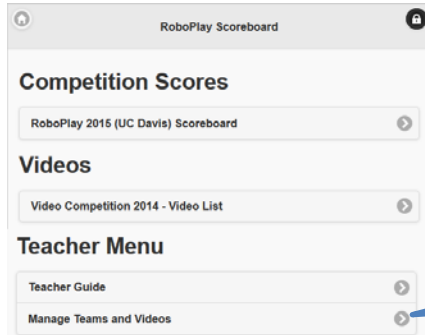 RoboPlay Scoreboard
Competition Scores
RoboPlay 2015 (UC Davis) Scoreboard
Videos
Video Competition 2014 - Video List
Teacher Menu
Teacher Guide
Manage Teams and Videos